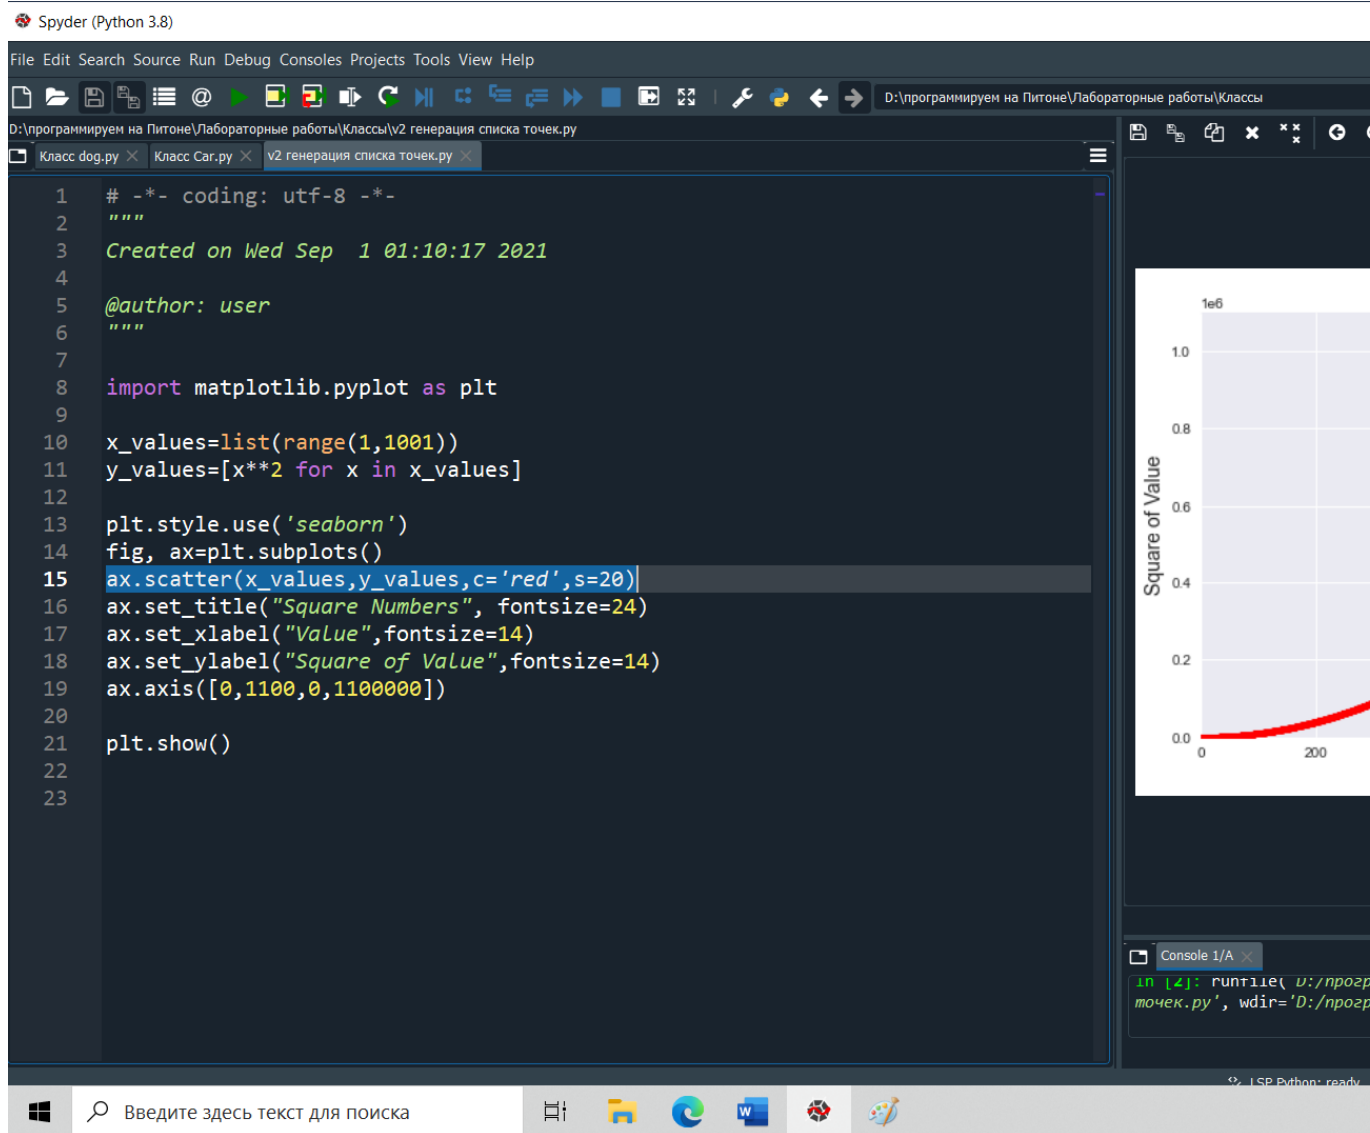 Spyder (Python 3.8)
File Edit Search Source Run Debug Consoles Projects Tools View Help
D:\программируем на Питоне\Лабораторные работы\Классы
D:\программируем на Питоне\Лабораторные работы\Классы\v2 генерация списка точек.py
Класс dog.py Класс Car.py v2 генерация списка точек.py
1 # -*- coding: utf-8 -*-
2 """
3 Created on Wed Sep  1 01:10:17 2021
4
5 @author: user
6 """
7
8 import matplotlib.pyplot as plt
9
10 x_values=list(range(1,1001))
11 y_values=[x**2 for x in x_values]
12
13 plt.style.use('seaborn')
14 fig, ax=plt.subplots()
15 ax.scatter(x_values,y_values,c='red',s=20)
16 ax.set_title("Square Numbers", fontsize=24)
17 ax.set_xlabel("Value",fontsize=14)
18 ax.set_ylabel("Square of Value",fontsize=14)
19 ax.axis([0,1100,0,1100000])
20
21 plt.show()
22
23
1e6
1.0
0.8
0.6
0.4
0.2
0.0
Square of Value
0 200
Console 1/A
In [2]: runfile('D:/прогр
точек.py', wdir='D:/прогр
LSP Python: ready
Введите здесь текст для поиска